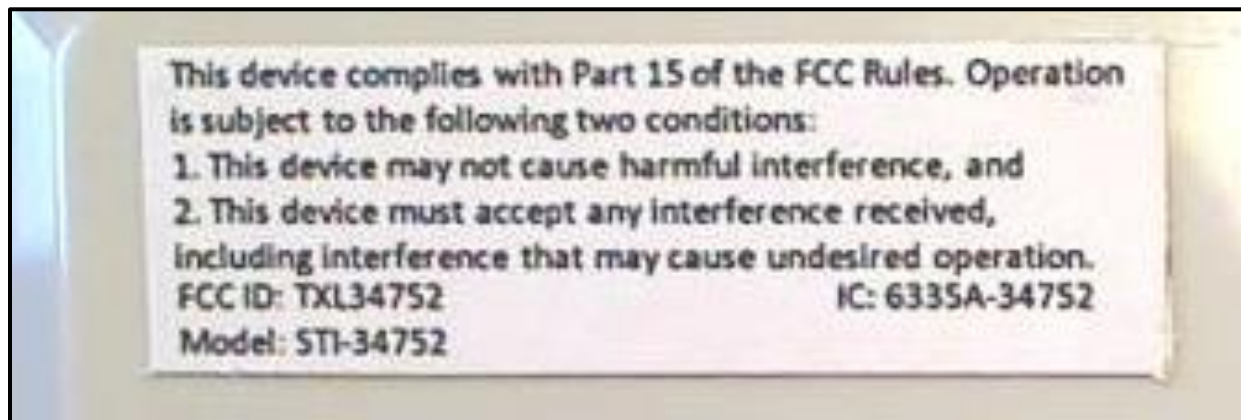 This device complies with Part 15 of the FCC Rules. Operation
is subject to the following two conditions:
1. This device may not cause harmful interference, and
2. This device must accept any interference received,
including interference that may cause undesired operation.
FCC ID: TXL34752 IC: 6335A-34752
Model: STI-34752